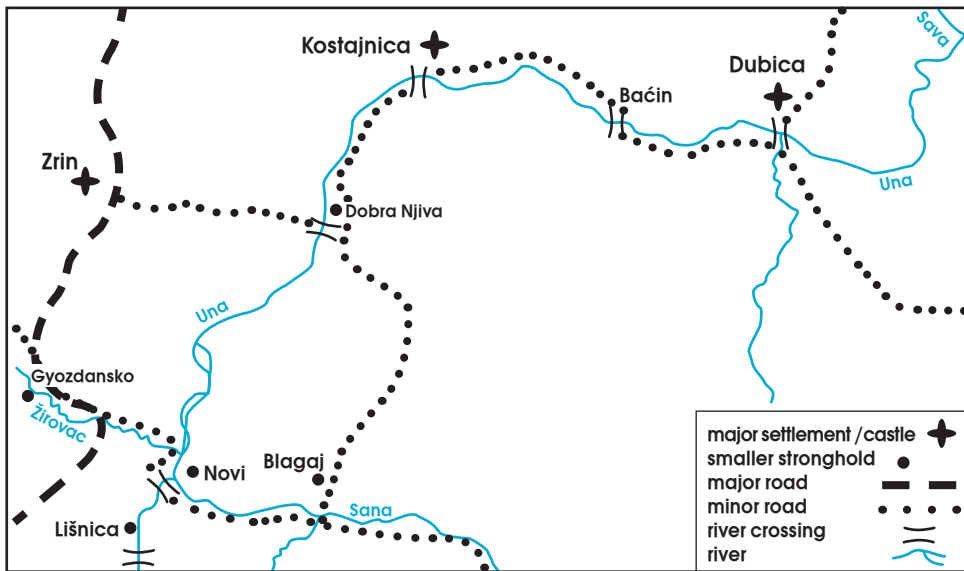 Sava
Kostajnica
Dubica
Baćin
Zrin
Una
Dobra Njiva
Una
Gyozdansko
Žirovac
Novi
Blagaj
Sana
Lišnica
major settlement /castle
smaller stronghold
major road
minor road
river crossing
river